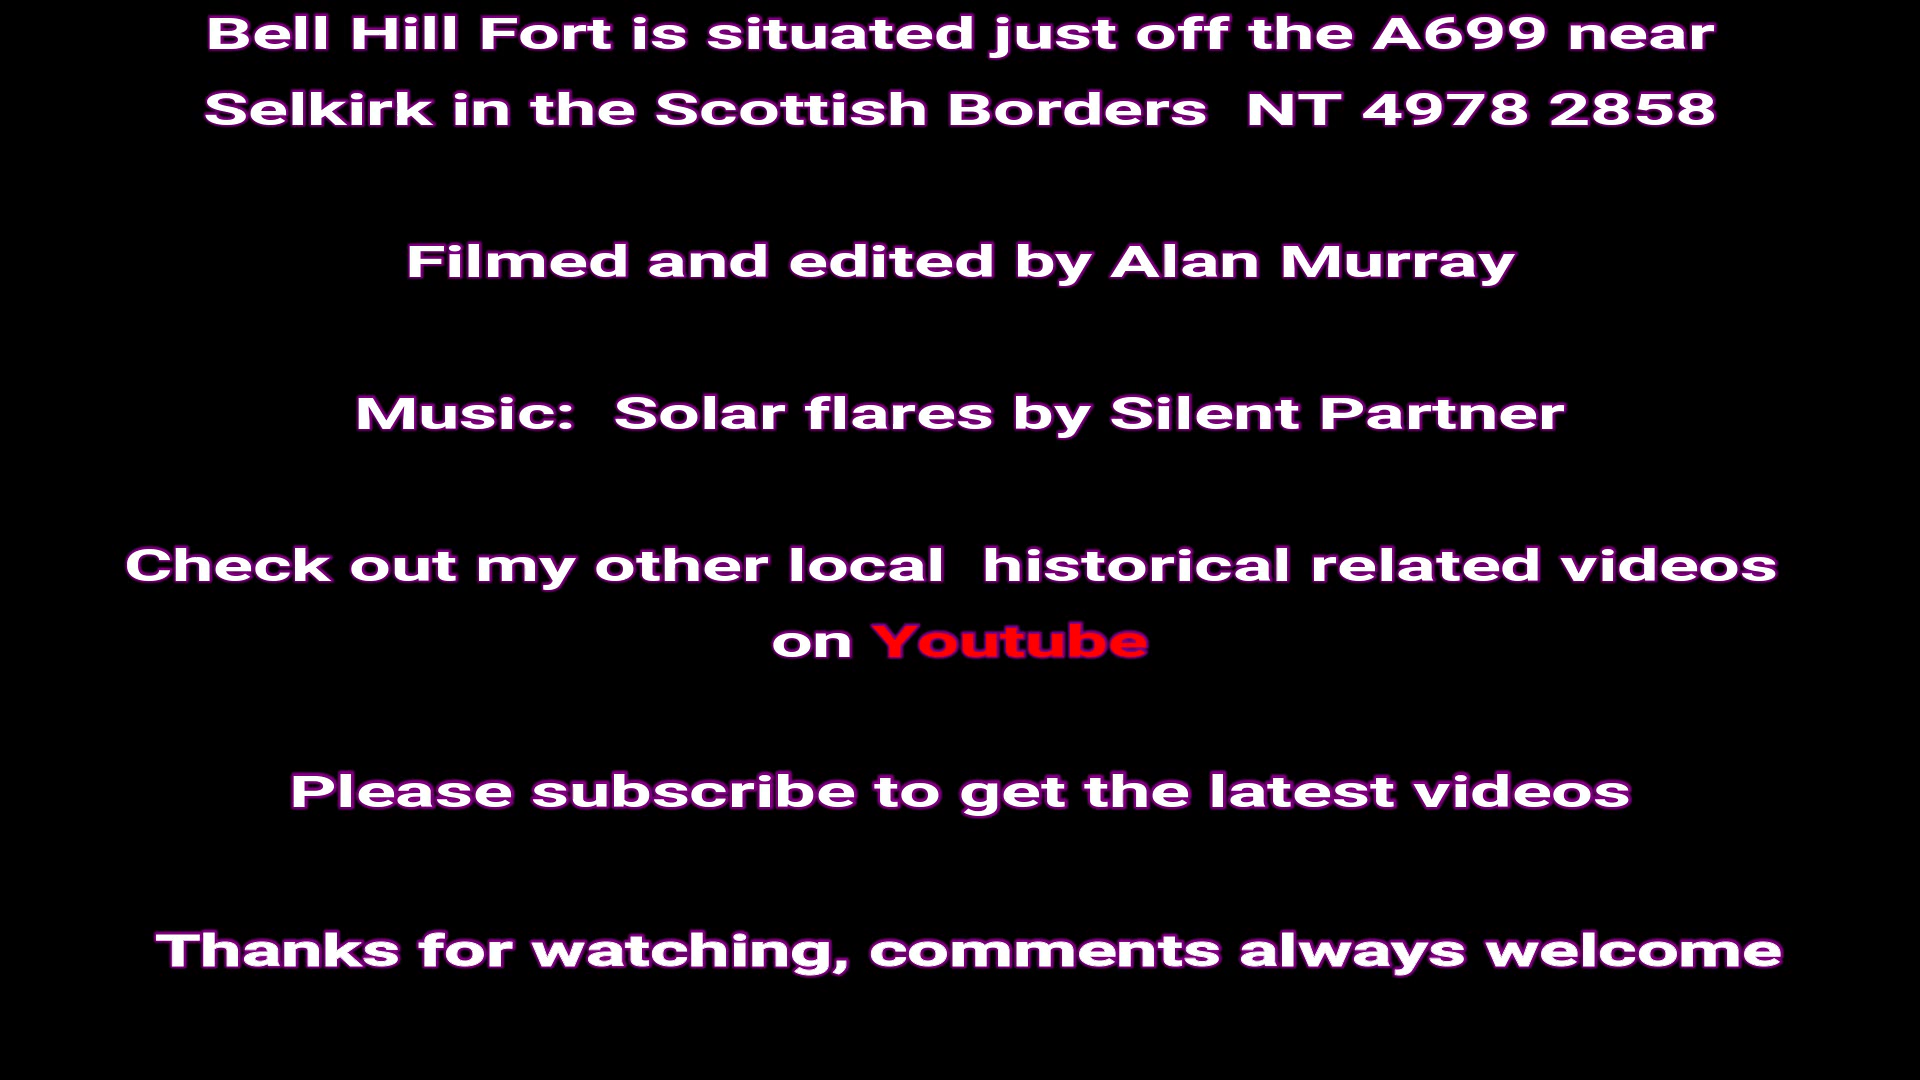 Bell Hill Fort is situated just off the A699 near
Selkirk in the Scottish Borders  NT 4978 2858
Filmed and edited by Alan Murray
Music:  Solar flares by Silent Partner
Check out my other local  historical related videos
on Youtube
Please subscribe to get the latest videos
Thanks for watching, comments always welcome